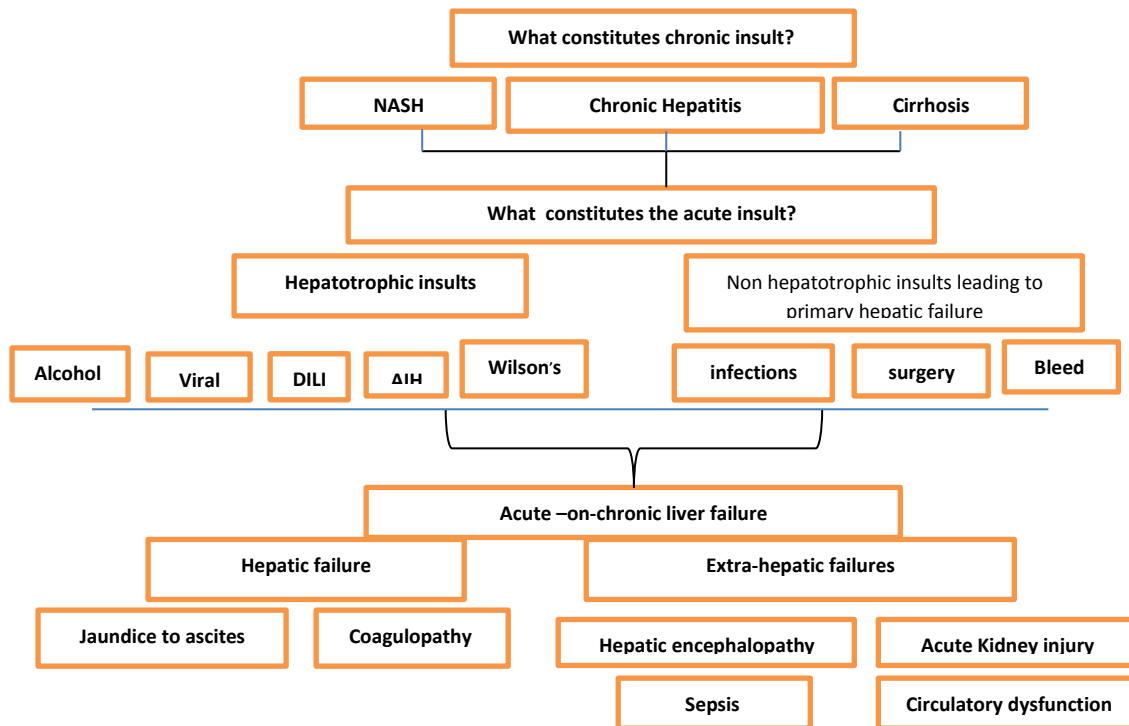 What constitutes chronic insult?
NASH
Chronic Hepatitis
Cirrhosis
What constitutes the acute insult?
Hepatotrophic insults
Non hepatotrophic insults leading to
primary hepatic failure
Alcohol
Viral
DILI
AIH
Wilson's
infections
surgery
Bleed
Acute –on-chronic liver failure
Hepatic failure
Extra-hepatic failures
Jaundice to ascites
Coagulopathy
Hepatic encephalopathy
Acute Kidney injury
Sepsis
Circulatory dysfunction